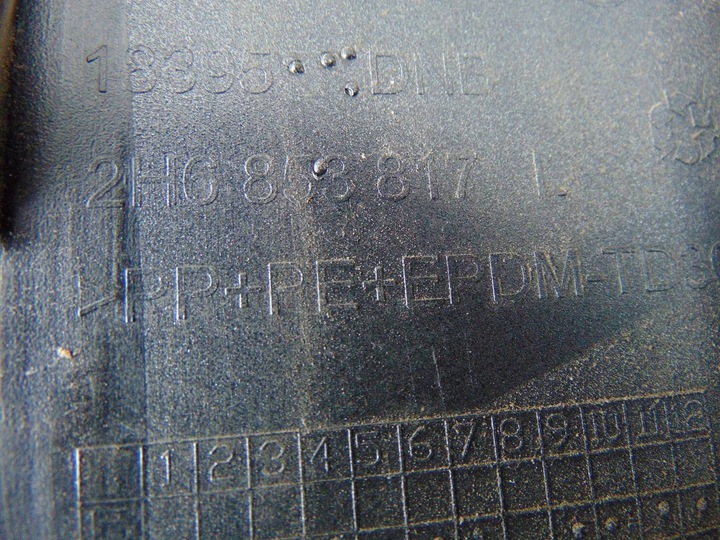 18395 DNB
2H6 853 817 L
>PP+PE+EPDM-TD
1 2 3 4 5 6 7 8 9 10 11 12